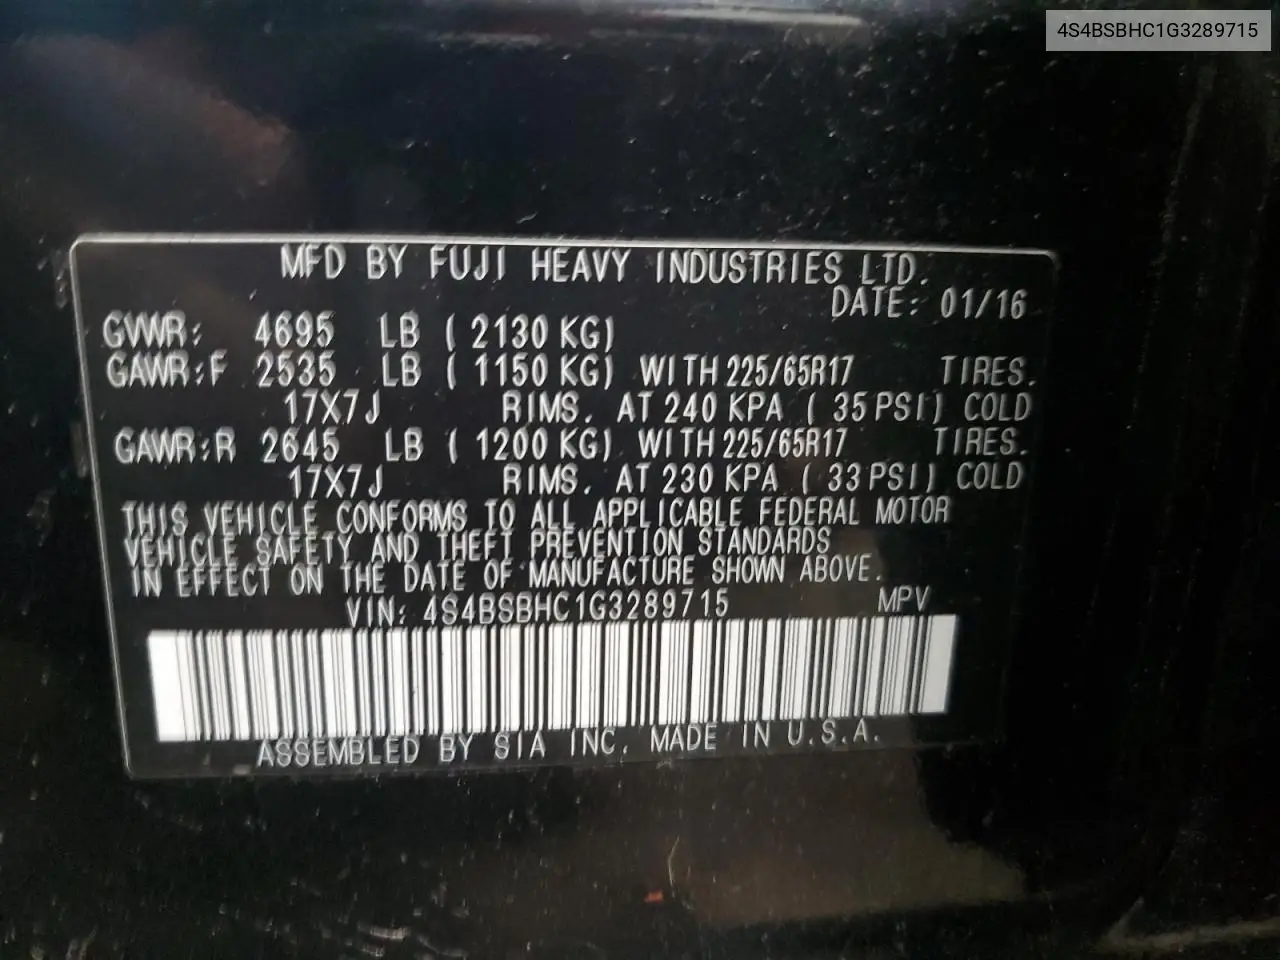 4S4BSBHC1G3289715
MFD BY FUJI HEAVY INDUSTRIES LTD.
DATE: 01/16
GVWR: 4695 LB ( 2130 KG)
GAWR:F 2535 LB ( 1150 KG) WITH 225/65R17 TIRES.
17X7J RIMS. AT 240 KPA ( 35 PSI) COLD
GAWR:R 2645 LB ( 1200 KG) WITH 225/65R17 TIRES.
17X7J RIMS. AT 230 KPA ( 33 PSI) COLD
THIS VEHICLE CONFORMS TO ALL APPLICABLE FEDERAL MOTOR
VEHICLE SAFETY AND THEFT PREVENTION STANDARDS
IN EFFECT ON THE DATE OF MANUFACTURE SHOWN ABOVE.
VIN: 4S4BSBHC1G3289715 MPV
ASSEMBLED BY SIA INC. MADE IN U.S.A.